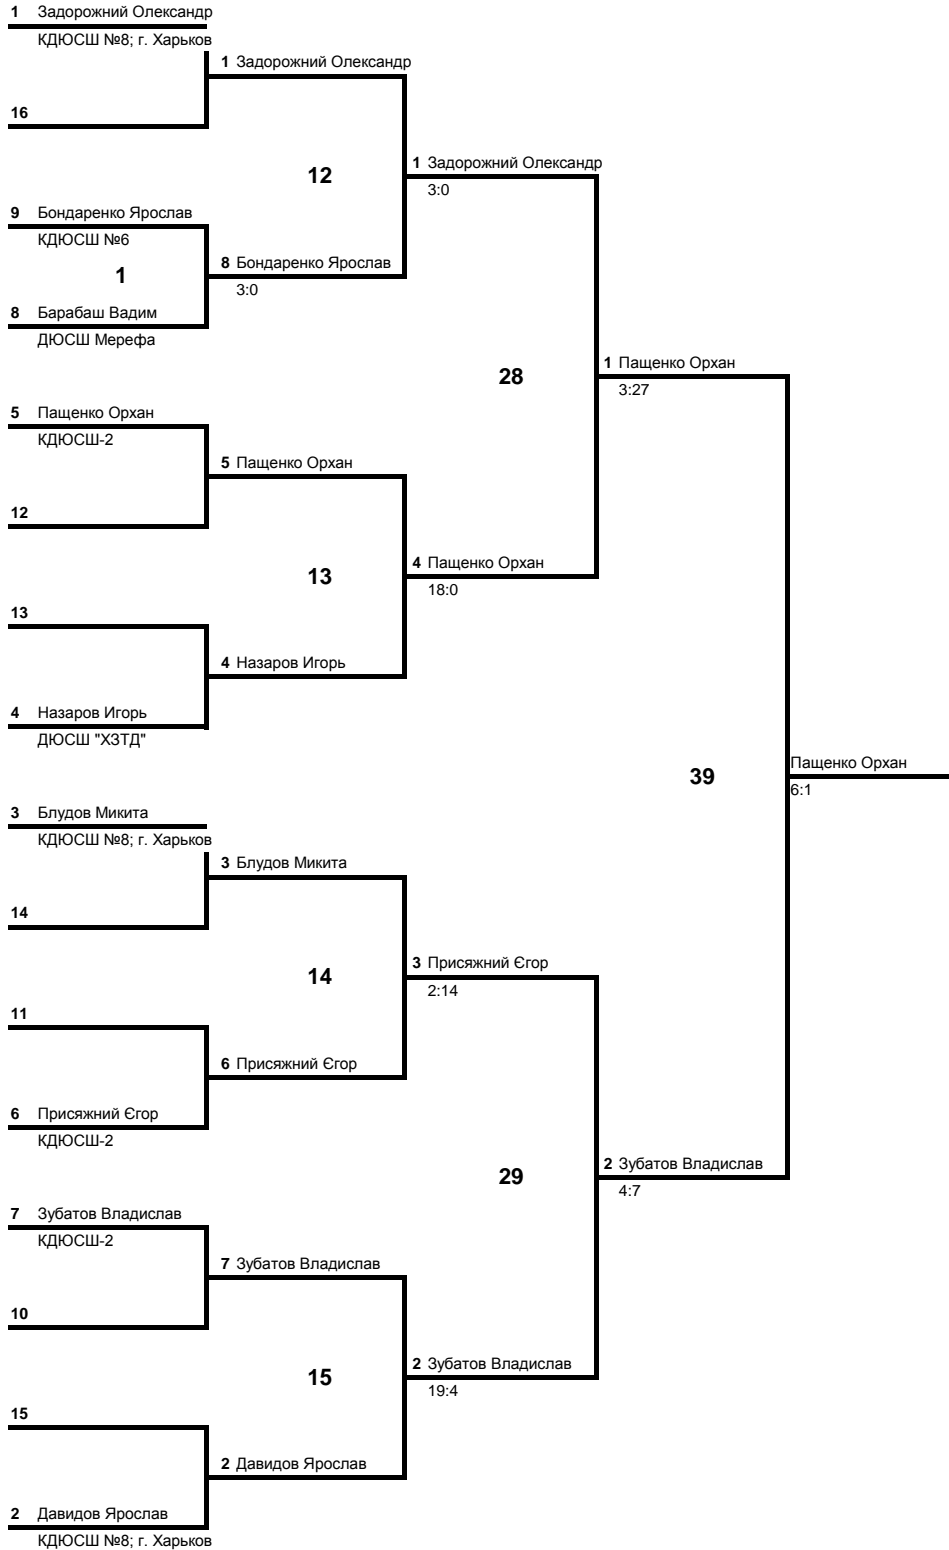 1 Задорожний Олександр
КДЮСШ №8; г. Харьков
1 Задорожний Олександр
16
12
1 Задорожний Олександр
3:0
9 Бондаренко Ярослав
КДЮСШ №6
1
8 Бондаренко Ярослав
3:0
8 Барабаш Вадим
ДЮСШ Мерефа
28
1 Пащенко Орхан
3:27
5 Пащенко Орхан
КДЮСШ-2
5 Пащенко Орхан
12
13
4 Пащенко Орхан
18:0
13
4 Назаров Игорь
4 Назаров Игорь
ДЮСШ "ХЗТД"
39
Пащенко Орхан
6:1
3 Блудов Микита
КДЮСШ №8; г. Харьков
3 Блудов Микита
14
14
3 Присяжний Єгор
2:14
11
6 Присяжний Єгор
6 Присяжний Єгор
КДЮСШ-2
29
2 Зубатов Владислав
4:7
7 Зубатов Владислав
КДЮСШ-2
7 Зубатов Владислав
10
15
2 Зубатов Владислав
19:4
15
2 Давидов Ярослав
2 Давидов Ярослав
КДЮСШ №8; г. Харьков